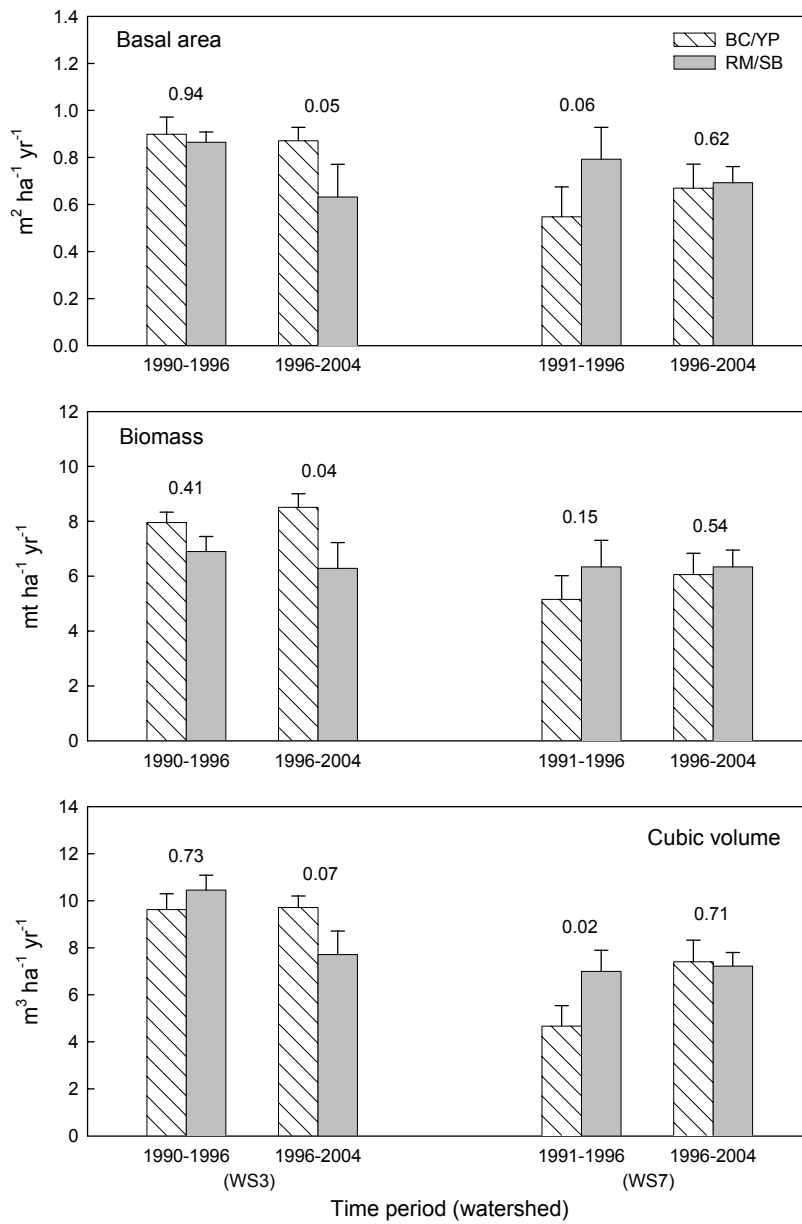 Basal area
BC/YP
RM/SB
1.4
1.2
1.0
0.8
0.6
0.4
0.2
0.0
m² ha⁻¹ yr⁻¹
0.94
0.05
0.06
0.62
1990-1996 1996-2004 1991-1996 1996-2004
Biomass
12
10
8
6
4
2
0
mt ha⁻¹ yr⁻¹
0.41
0.04
0.15
0.54
1990-1996 1996-2004 1991-1996 1996-2004
Cubic volume
14
12
10
8
6
4
2
0
m³ ha⁻¹ yr⁻¹
0.73
0.07
0.02
0.71
1990-1996 1996-2004 1991-1996 1996-2004
(WS3) (WS7)
Time period (watershed)